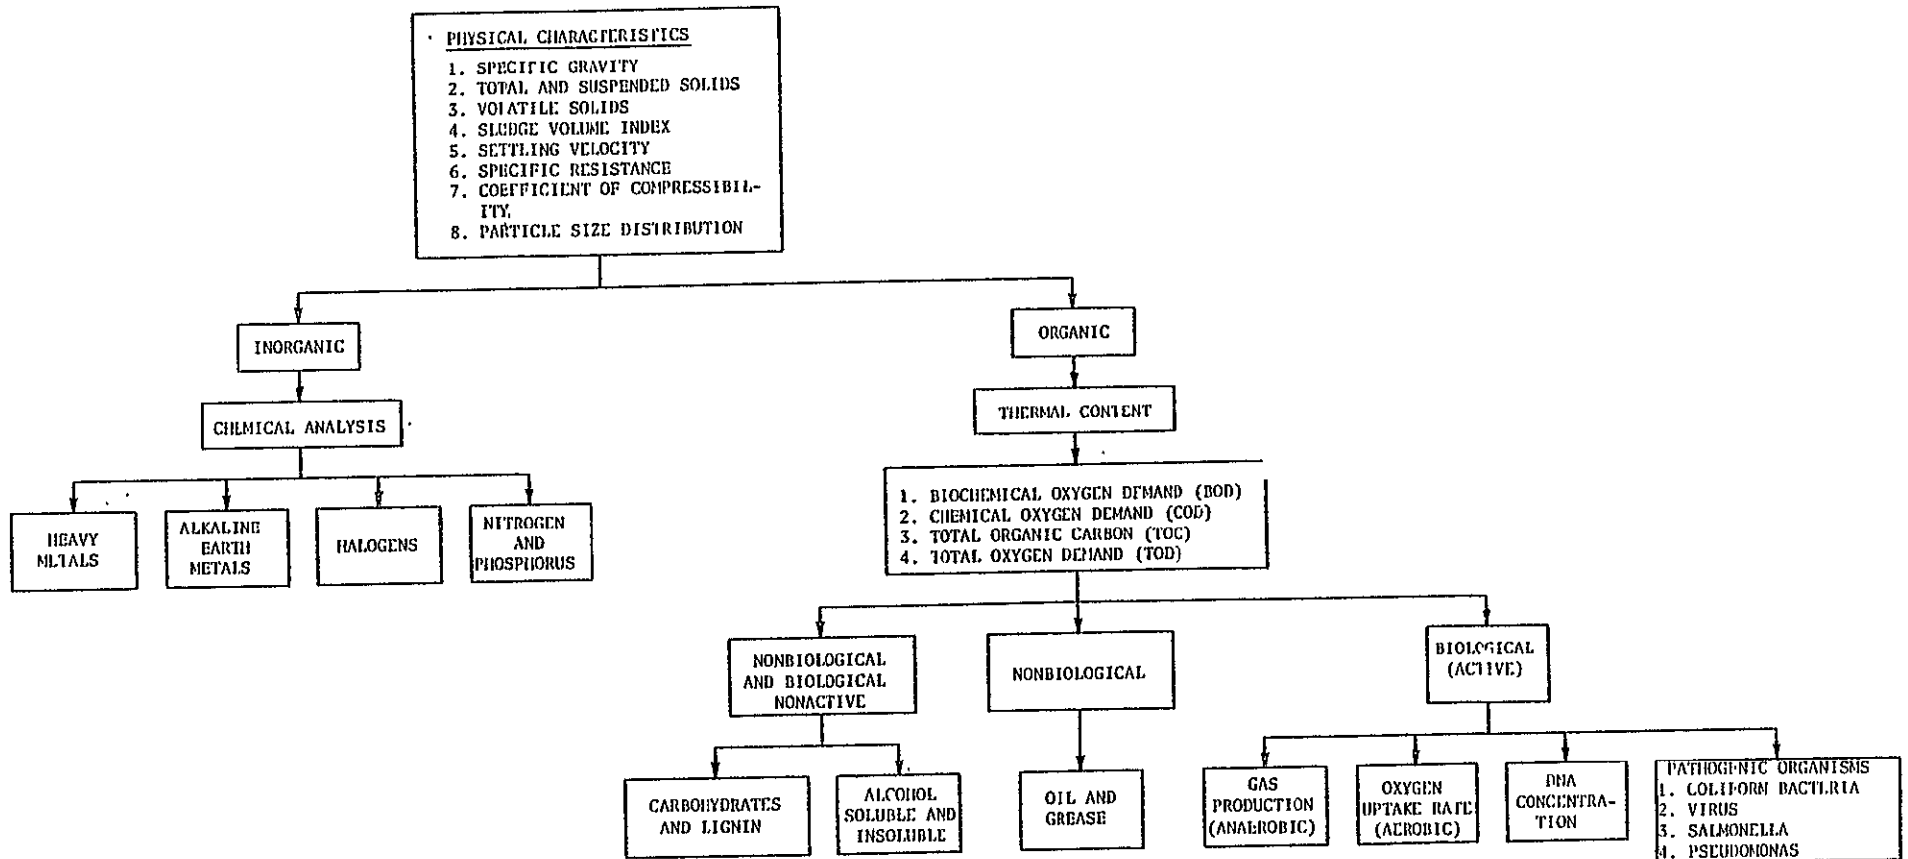 PHYSICAL CHARACTERISTICS
1. SPECIFIC GRAVITY
2. TOTAL AND SUSPENDED SOLIDS
3. VOLATILE SOLIDS
4. SLUDGE VOLUME INDEX
5. SETTLING VELOCITY
6. SPECIFIC RESISTANCE
7. COEFFICIENT OF COMPRESSIBIL-
ITY.
8. PARTICLE SIZE DISTRIBUTION
INORGANIC
ORGANIC
CHEMICAL ANALYSIS
THERMAL CONTENT
HEAVY
METALS
ALKALINE
EARTH
METALS
HALOGENS
NITROGEN
AND
PHOSPHORUS
1. BIOCHEMICAL OXYGEN DEMAND (BOD)
2. CHEMICAL OXYGEN DEMAND (COD)
3. TOTAL ORGANIC CARBON (TOC)
4. TOTAL OXYGEN DEMAND (TOD)
NONBIOLOGICAL
AND BIOLOGICAL
NONACTIVE
NONBIOLOGICAL
BIOLOGICAL
(ACTIVE)
CARBOHYDRATES
AND LIGNIN
ALCOHOL
SOLUBLE AND
INSOLUBLE
OIL AND
GREASE
GAS
PRODUCTION
(ANAEROBIC)
OXYGEN
UPTAKE RATE
(AEROBIC)
DNA
CONCENTRA-
TION
PATHOGENIC ORGANISMS
1. COLIFORN BACTERIA
2. VIRUS
3. SALMONELLA
4. PSEUDOMONAS